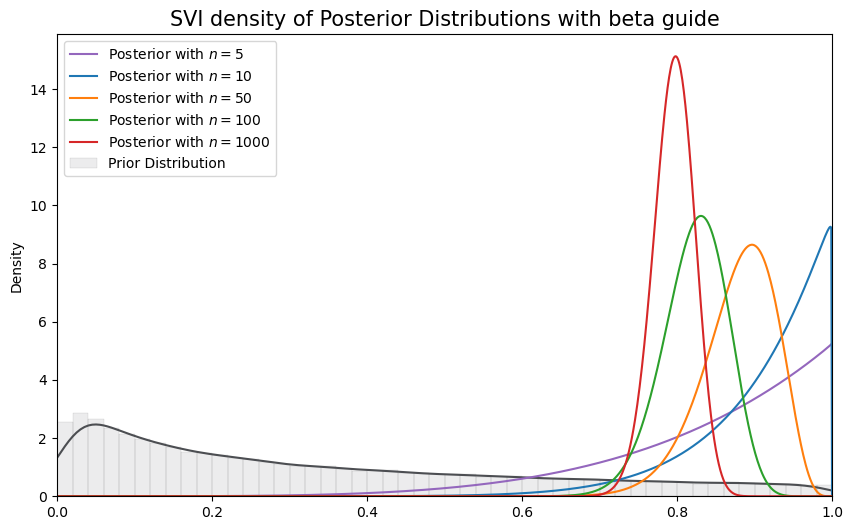 SVI density of Posterior Distributions with beta guide
Posterior with n = 5
Posterior with n = 10
Posterior with n = 50
Posterior with n = 100
Posterior with n = 1000
Prior Distribution
Density
14
12
10
8
6
4
2
0
0.0 0.2 0.4 0.6 0.8 1.0